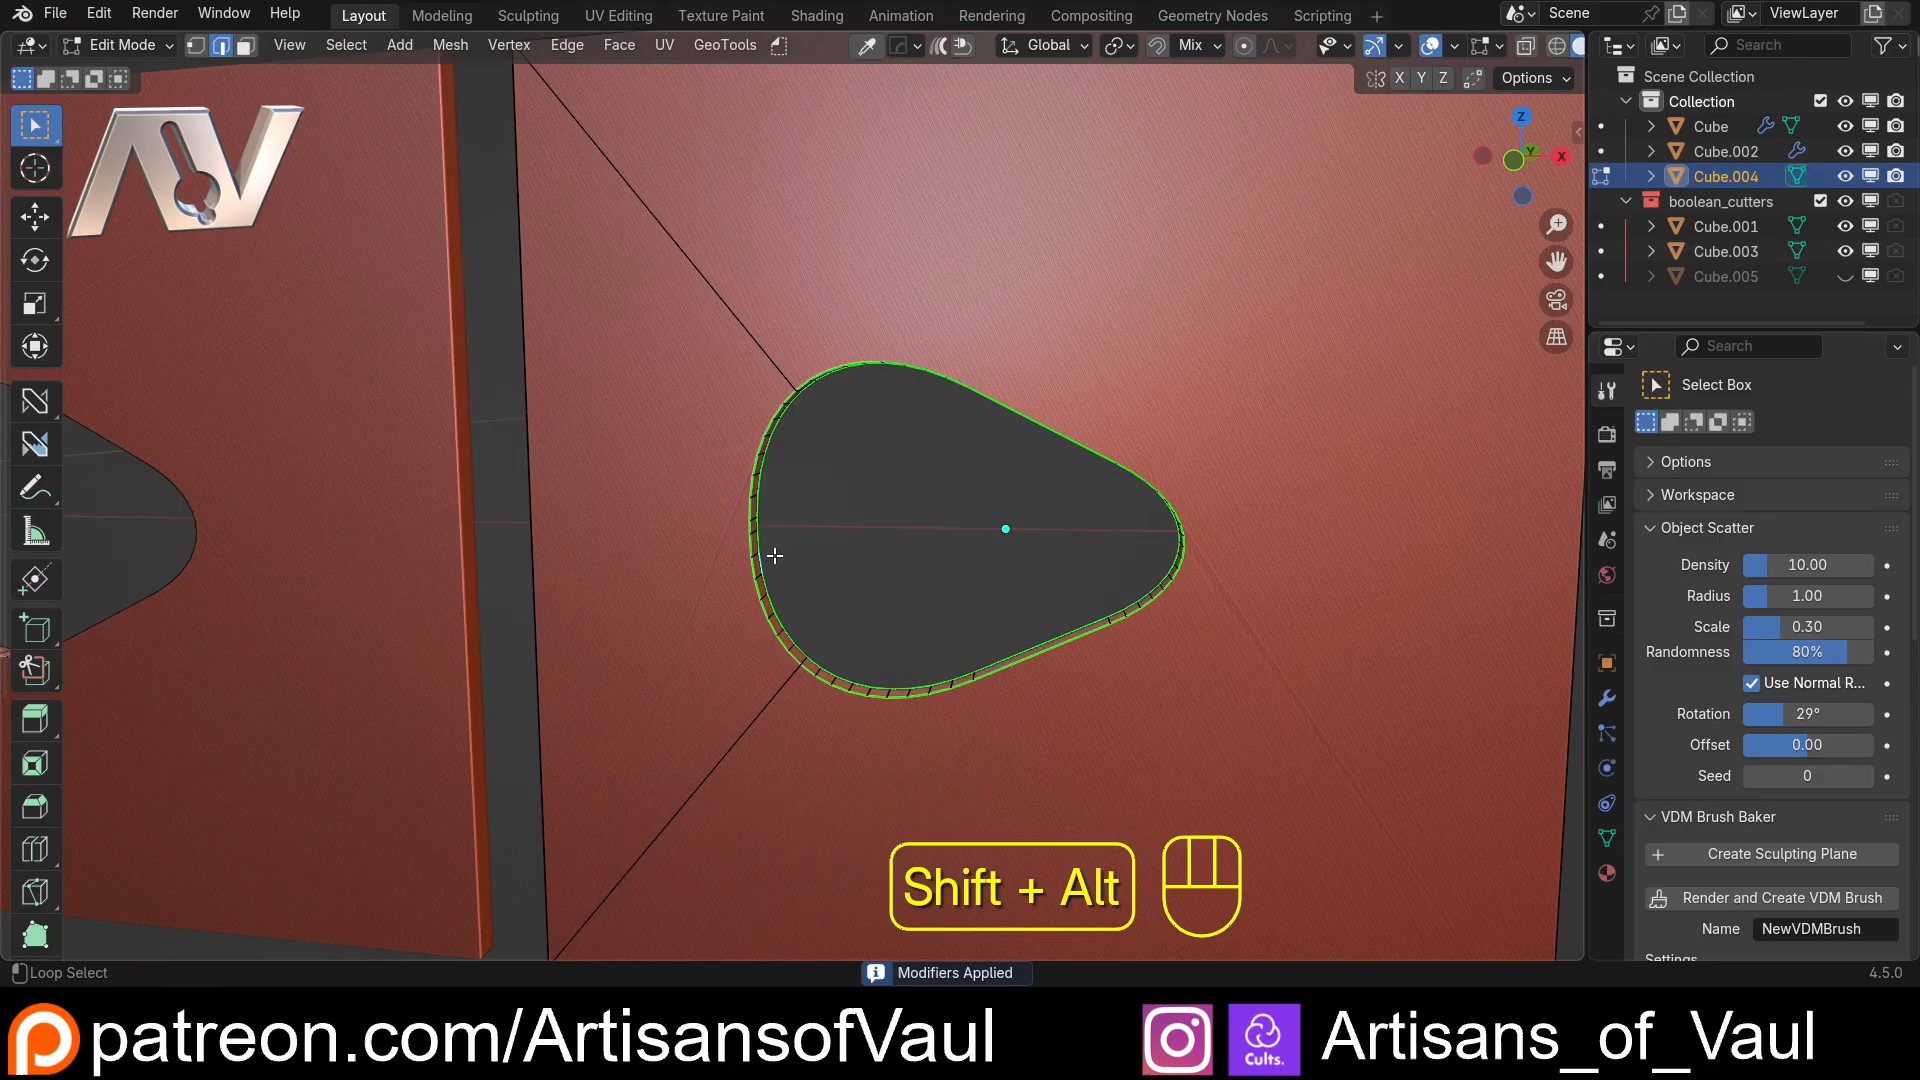 File Edit Render Window Help
Layout Modeling Sculpting UV Editing Texture Paint Shading Animation Rendering Compositing Geometry Nodes Scripting +
Scene ViewLayer
Edit Mode View Select Add Mesh Vertex Edge Face UV GeoTools
Global Mix
Search
X Y Z Options
Scene Collection
Collection
Cube
Cube.002
Cube.004
boolean_cutters
Cube.001
Cube.003
Cube.005
AV
Z
Y
X
Search
Select Box
Options
Workspace
Object Scatter
Density 10.00
Radius 1.00
Scale 0.30
Randomness 80%
Use Normal R...
Rotation 29°
Offset 0.00
Seed 0
VDM Brush Baker
Create Sculpting Plane
Render and Create VDM Brush
Name NewVDMBrush
Shift + Alt
Loop Select
Modifiers Applied
4.5.0
patreon.com/ArtisansofVaul
Cults.
Artisans_of_Vaul